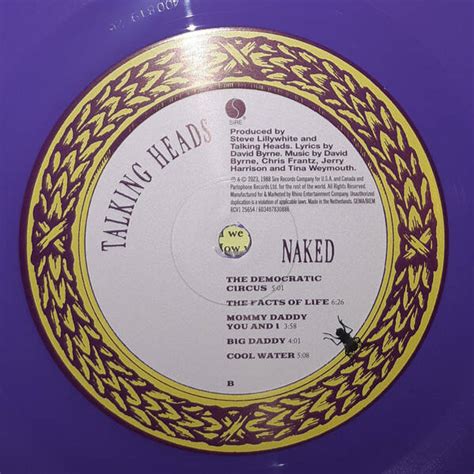 TALKING HEADS
SIRE
Produced by
Steve Lillywhite and
Talking Heads. Lyrics by
David Byrne. Music by David
Byrne, Chris Frantz, Jerry
Harrison and Tina Weymouth.
℗ © 2023, 1988 Sire Records Company for U.S.A. and Canada and
Parlophone Records Ltd. for the rest of the world. All Rights Reserved.
Manufactured for & Marketed by Rhino Entertainment Company. Unauthorized
duplication is a violation of applicable laws. Made in the Netherlands. GEMA/BIEM
RCV1 25654 / 603497830886
we
NAKED
THE DEMOCRATIC
CIRCUS 5:01
THE FACTS OF LIFE 6:26
MOMMY DADDY
YOU AND I 3:58
BIG DADDY 4:01
COOL WATER 5:08
B